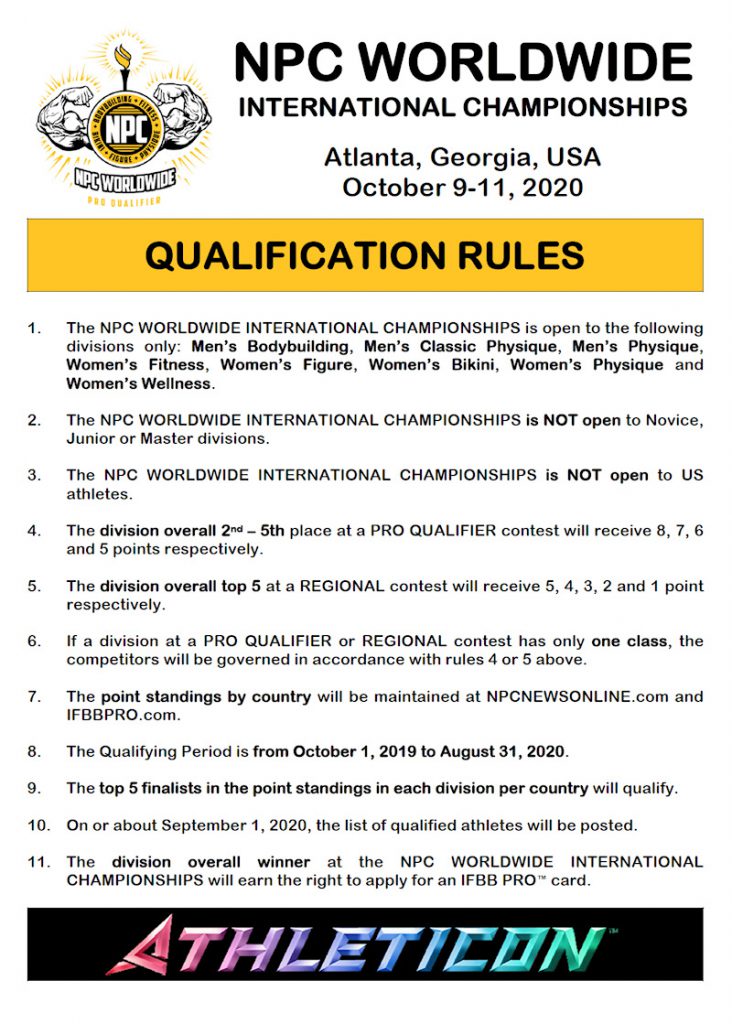 NPC WORLDWIDE
INTERNATIONAL CHAMPIONSHIPS
Atlanta, Georgia, USA
October 9-11, 2020
BODYBUILDING • FITNESS
NPC
BIKINI • FIGURE • PHYSIQUE
NPC WORLDWIDE
PRO QUALIFIER
QUALIFICATION RULES
1. The NPC WORLDWIDE INTERNATIONAL CHAMPIONSHIPS is open to the following
divisions only: Men's Bodybuilding, Men's Classic Physique, Men's Physique,
Women's Fitness, Women's Figure, Women's Bikini, Women's Physique and
Women's Wellness.
2. The NPC WORLDWIDE INTERNATIONAL CHAMPIONSHIPS is NOT open to Novice,
Junior or Master divisions.
3. The NPC WORLDWIDE INTERNATIONAL CHAMPIONSHIPS is NOT open to US
athletes.
4. The division overall 2nd – 5th place at a PRO QUALIFIER contest will receive 8, 7, 6
and 5 points respectively.
5. The division overall top 5 at a REGIONAL contest will receive 5, 4, 3, 2 and 1 point
respectively.
6. If a division at a PRO QUALIFIER or REGIONAL contest has only one class, the
competitors will be governed in accordance with rules 4 or 5 above.
7. The point standings by country will be maintained at NPCNEWSONLINE.com and
IFBBPRO.com.
8. The Qualifying Period is from October 1, 2019 to August 31, 2020.
9. The top 5 finalists in the point standings in each division per country will qualify.
10. On or about September 1, 2020, the list of qualified athletes will be posted.
11. The division overall winner at the NPC WORLDWIDE INTERNATIONAL
CHAMPIONSHIPS will earn the right to apply for an IFBB PRO™ card.
ATHLETICON™